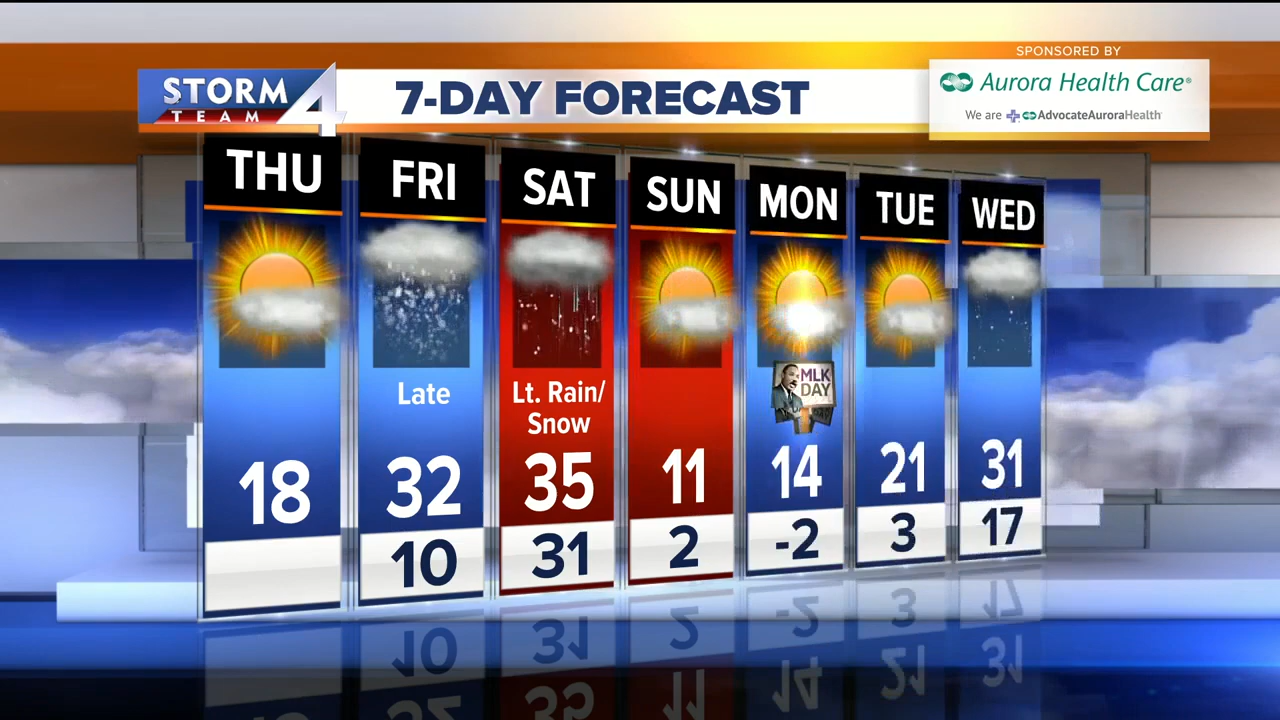 SPONSORED BY
STORM
TEAM 4
7-DAY FORECAST
Aurora Health Care®
We are AdvocateAuroraHealth
THU
FRI
SAT
SUN
MON
TUE
WED
MLK
DAY
Late
Lt. Rain/
Snow
18
32
35
11
14
21
31
10
31
2
-2
3
17